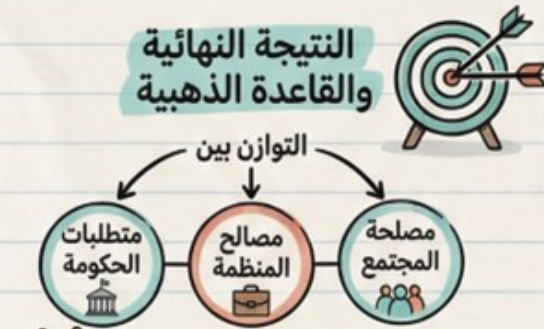 النتيجة النهائية
والقاعدة الذهبية
التوازن بين
مصلحة
المجتمع
مصالح
المنظمة
متطلبات
الحكومة